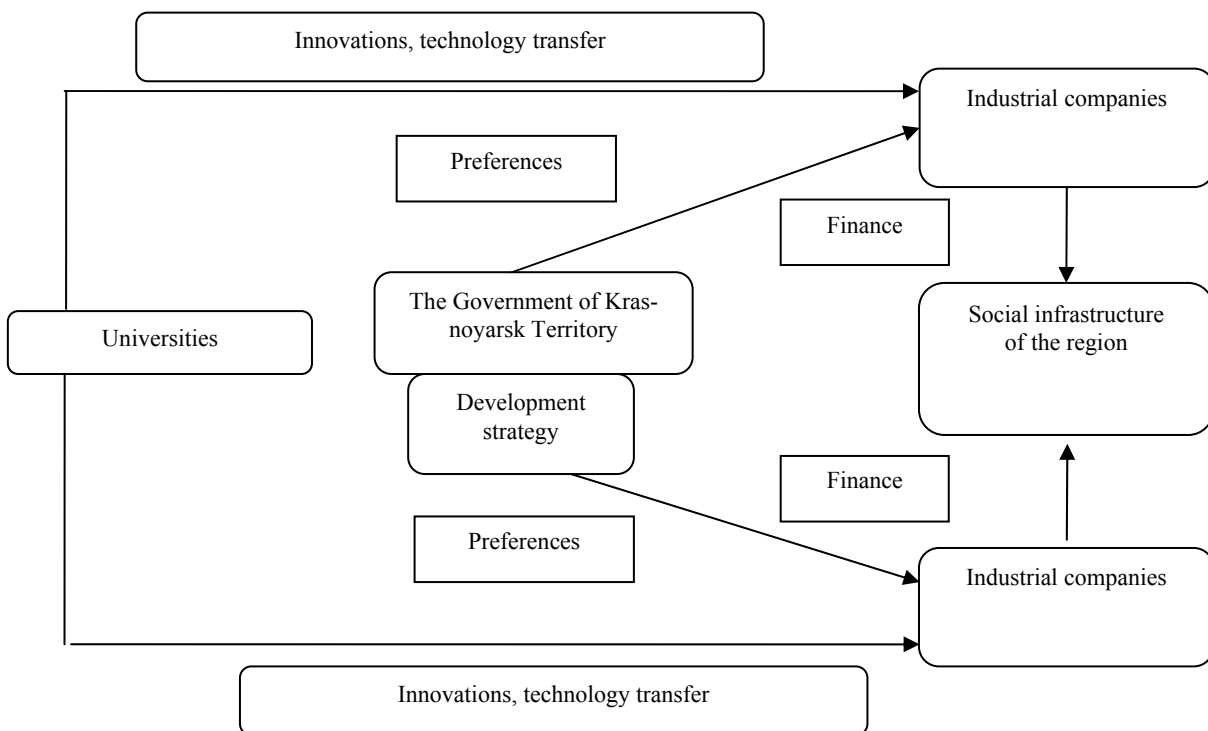 Innovations, technology transfer
Industrial companies
Preferences
Finance
The Government of Kras-
noyarsk Territory
Social infrastructure
of the region
Universities
Development
strategy
Finance
Preferences
Industrial companies
Innovations, technology transfer